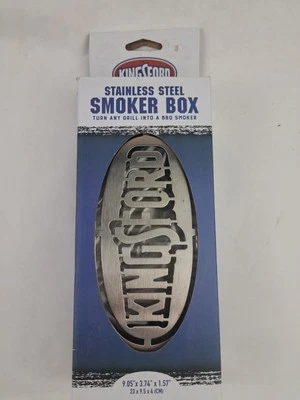 KINGSFORD
STAINLESS STEEL
SMOKER BOX
TURN ANY GRILL INTO A BBQ SMOKER
KINGSFORD
9.05" x 3.74" x 1.57"
23 x 9.5 x 4 (CM)